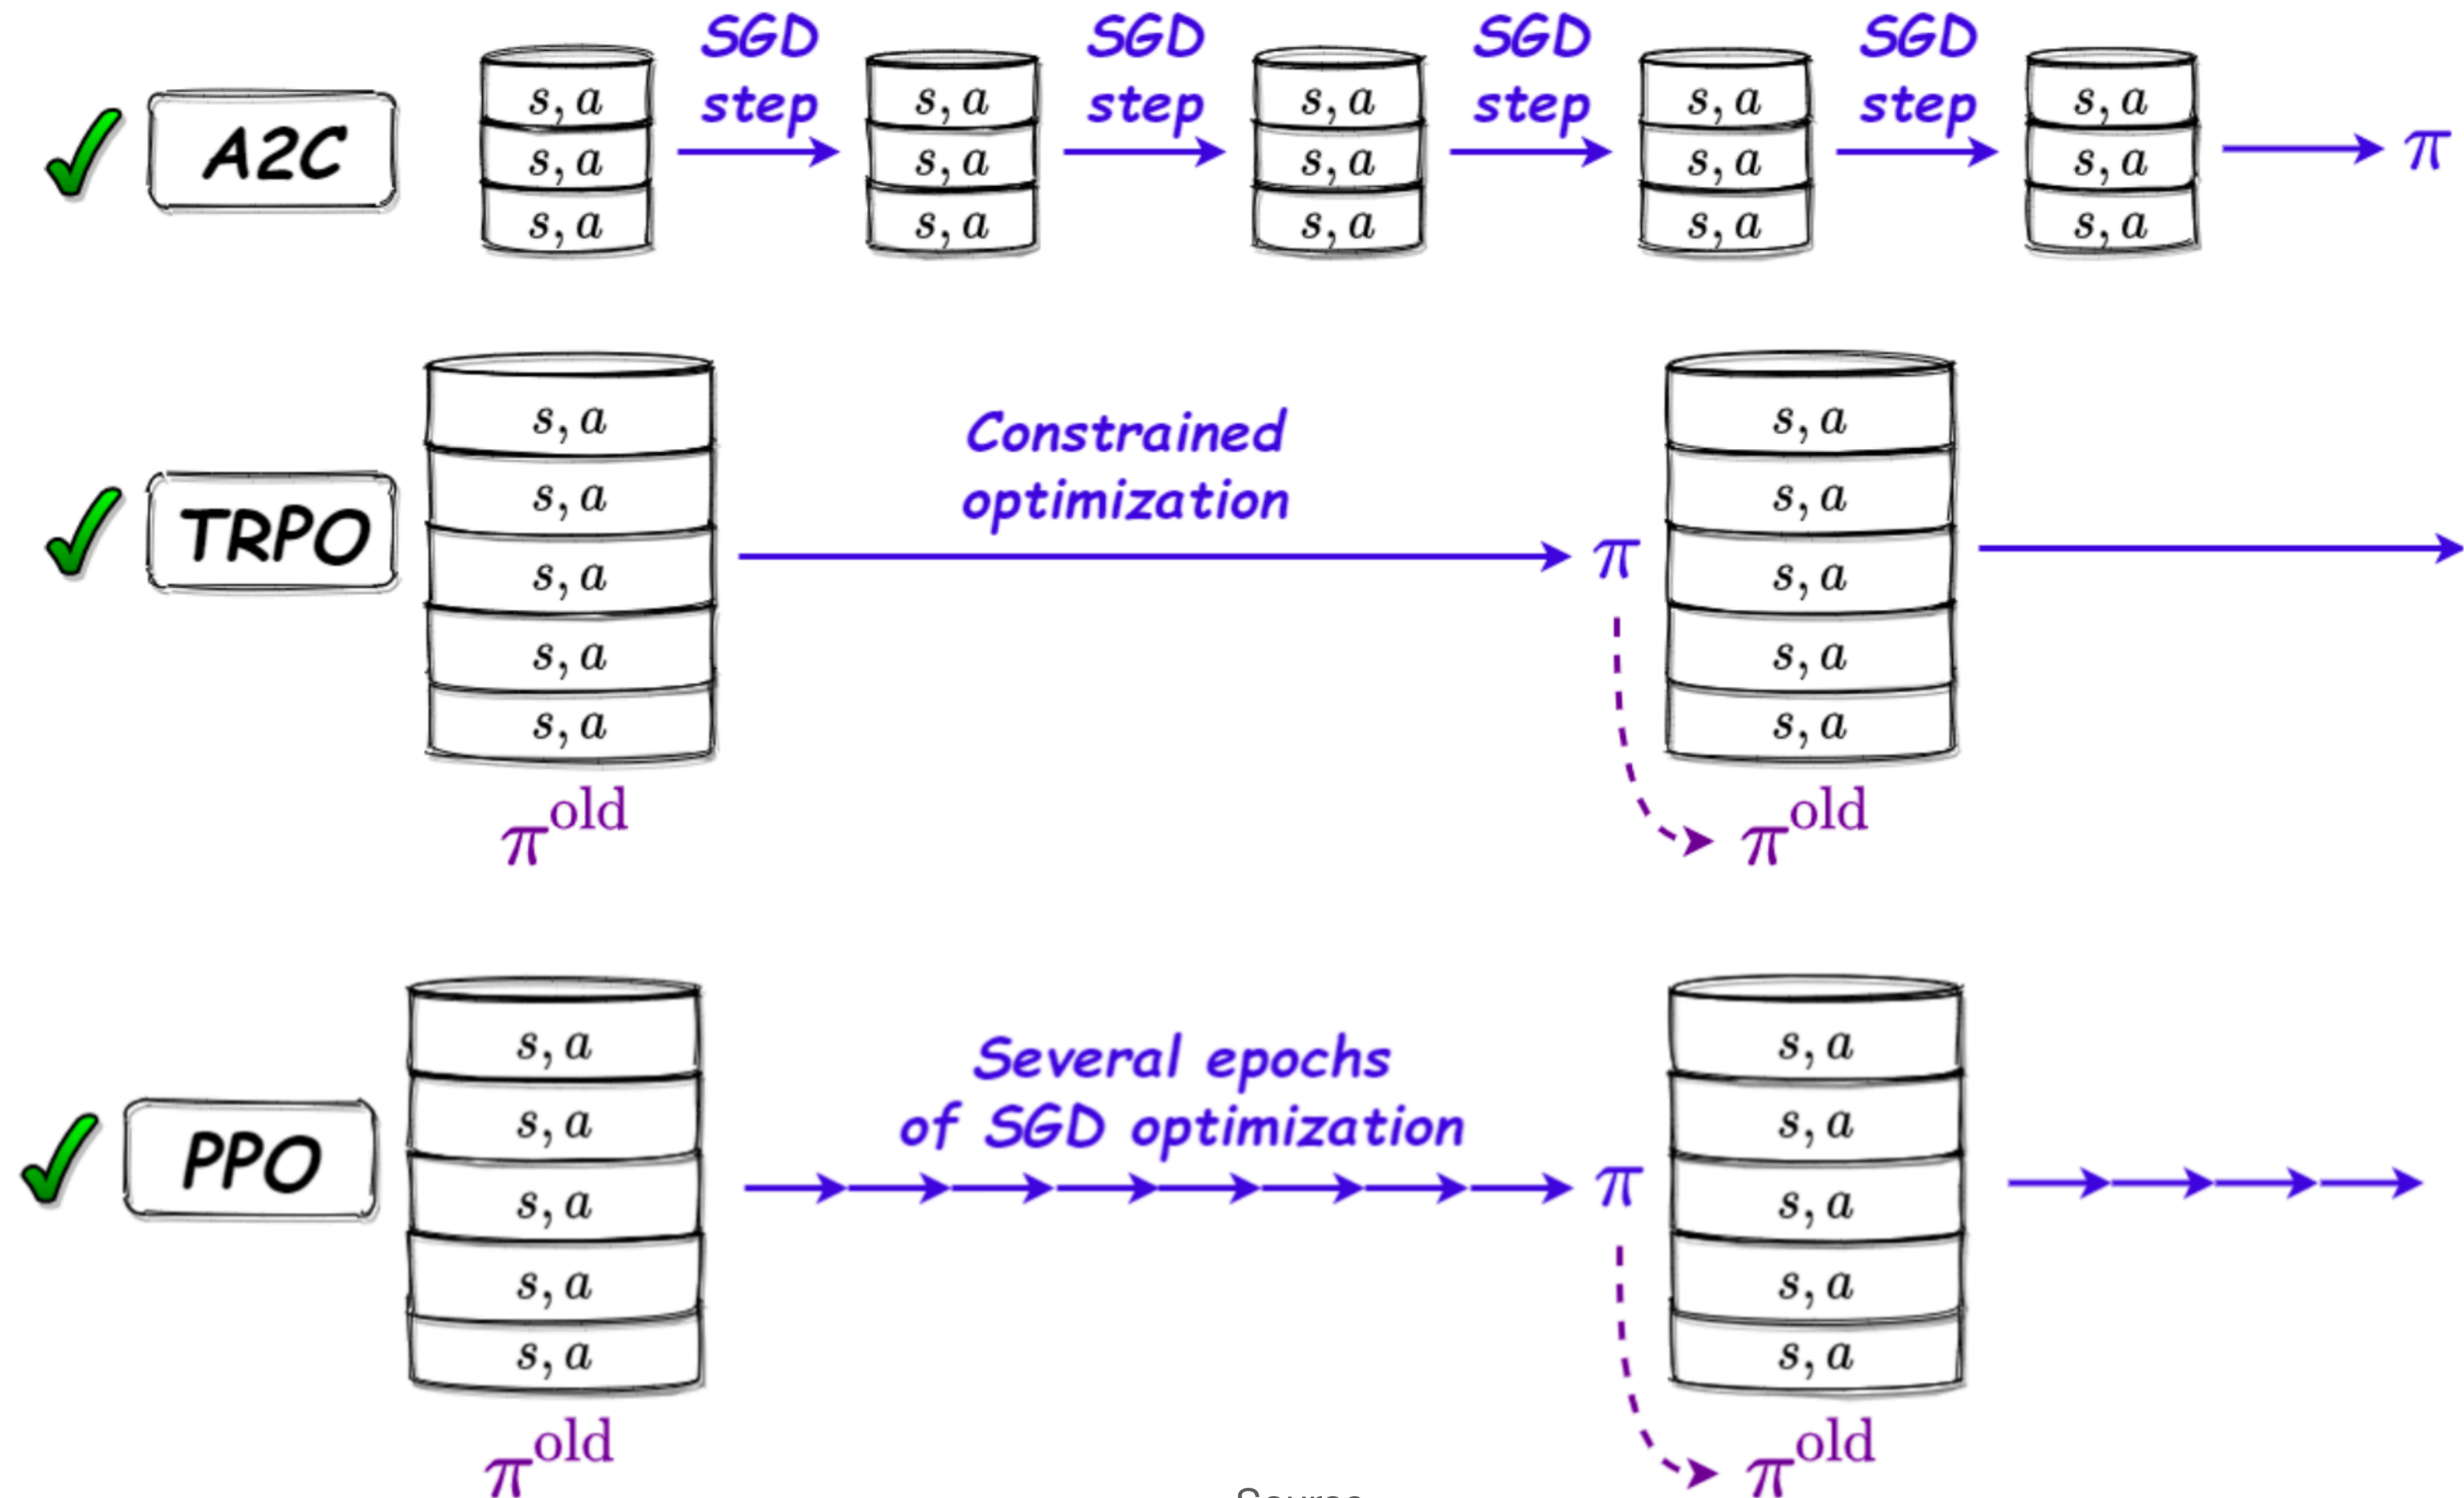 SGD step SGD step SGD step SGD step
A2C
s, a s, a s, a s, a s, a
s, a s, a s, a s, a s, a
s, a s, a s, a s, a s, a
π
TRPO
s, a
s, a
s, a
s, a
s, a
π^old
Constrained
optimization
π
s, a
s, a
s, a
s, a
s, a
π^old
PPO
s, a
s, a
s, a
s, a
s, a
π^old
Several epochs
of SGD optimization
π
s, a
s, a
s, a
s, a
s, a
π^old